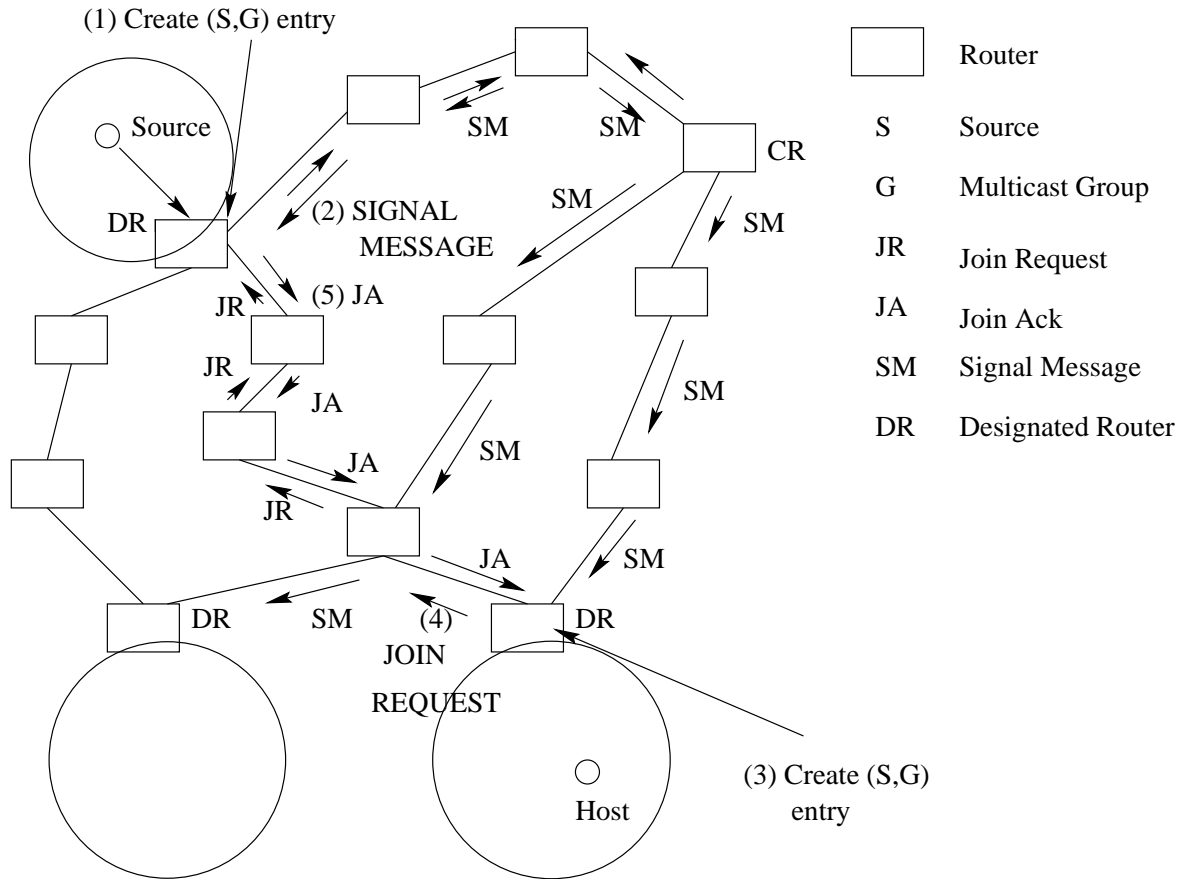 (1) Create (S,G) entry
Source
DR
SM
SM
CR
Router
S Source
G Multicast Group
JR Join Request
JA Join Ack
SM Signal Message
DR Designated Router
(2) SIGNAL
MESSAGE
SM
SM
JR
(5) JA
JR
JA
SM
SM
JA
JR
JA
SM
DR
SM
(4)
JOIN
REQUEST
DR
Host
(3) Create (S,G)
entry